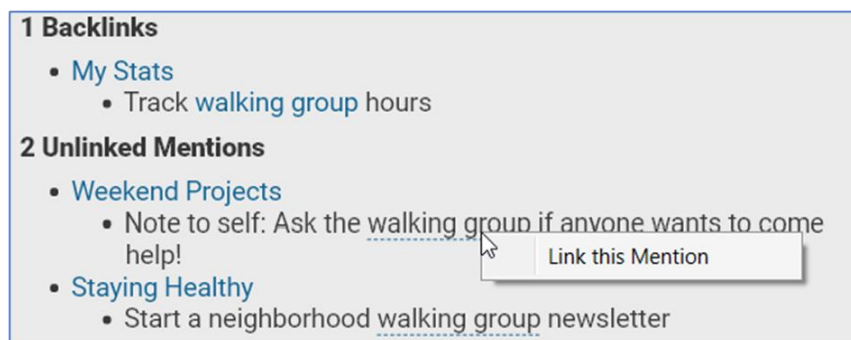 1 Backlinks
• My Stats
• Track walking group hours
2 Unlinked Mentions
• Weekend Projects
• Note to self: Ask the walking group if anyone wants to come
help!
Link this Mention
• Staying Healthy
• Start a neighborhood walking group newsletter